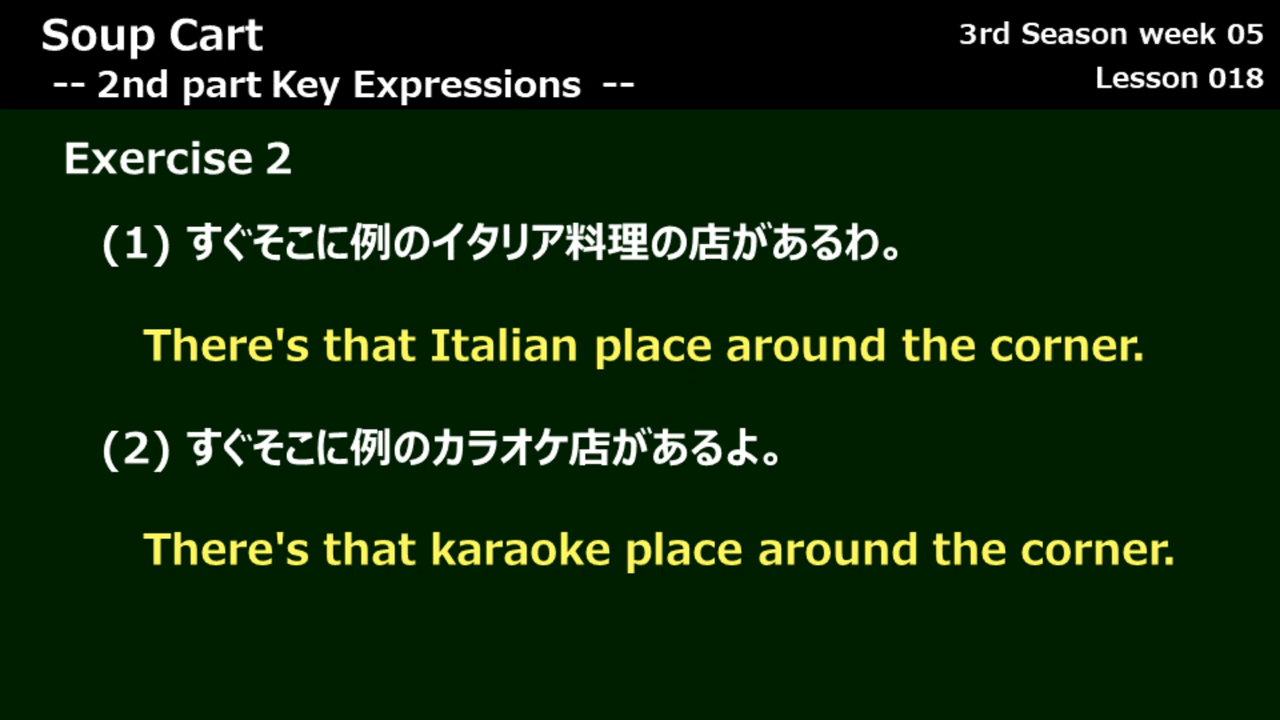 Soup Cart
3rd Season week 05
-- 2nd part Key Expressions --
Lesson 018
Exercise 2
(1) すぐそこに例のイタリア料理の店があるわ。
There's that Italian place around the corner.
(2) すぐそこに例のカラオケ店があるよ。
There's that karaoke place around the corner.